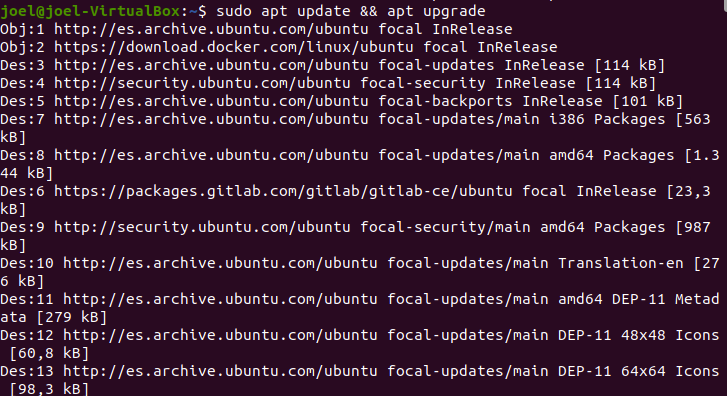 joel@joel-VirtualBox:~$ sudo apt update && apt upgrade
Obj:1 http://es.archive.ubuntu.com/ubuntu focal InRelease
Obj:2 https://download.docker.com/linux/ubuntu focal InRelease
Des:3 http://es.archive.ubuntu.com/ubuntu focal-updates InRelease [114 kB]
Des:4 http://security.ubuntu.com/ubuntu focal-security InRelease [114 kB]
Des:5 http://es.archive.ubuntu.com/ubuntu focal-backports InRelease [101 kB]
Des:7 http://es.archive.ubuntu.com/ubuntu focal-updates/main i386 Packages [563
kB]
Des:8 http://es.archive.ubuntu.com/ubuntu focal-updates/main amd64 Packages [1.3
44 kB]
Des:6 https://packages.gitlab.com/gitlab/gitlab-ce/ubuntu focal InRelease [23,3
kB]
Des:9 http://security.ubuntu.com/ubuntu focal-security/main amd64 Packages [987
kB]
Des:10 http://es.archive.ubuntu.com/ubuntu focal-updates/main Translation-en [27
6 kB]
Des:11 http://es.archive.ubuntu.com/ubuntu focal-updates/main amd64 DEP-11 Metad
ata [279 kB]
Des:12 http://es.archive.ubuntu.com/ubuntu focal-updates/main DEP-11 48x48 Icons
[60,8 kB]
Des:13 http://es.archive.ubuntu.com/ubuntu focal-updates/main DEP-11 64x64 Icons
[98,3 kB]